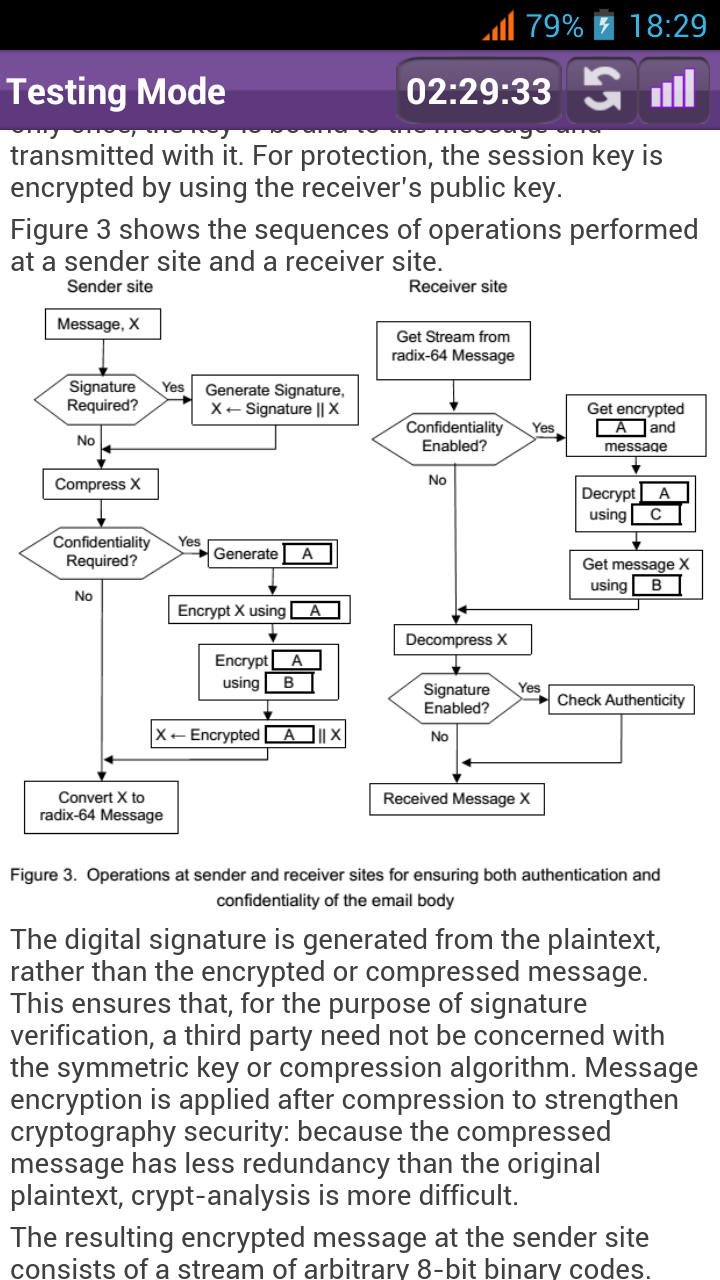 79% 18:29
Testing Mode 02:29:33
only once, the key is bound to the message and
transmitted with it. For protection, the session key is
encrypted by using the receiver's public key.
Figure 3 shows the sequences of operations performed
at a sender site and a receiver site.
Sender site
Message, X
Signature
Required?
Yes
Generate Signature,
X ← Signature || X
No
Compress X
Confidentiality
Required?
Yes
Generate A
No
Encrypt X using A
Encrypt A
using B
X ← Encrypted A || X
Convert X to
radix-64 Message
Receiver site
Get Stream from
radix-64 Message
Confidentiality
Enabled?
Yes
Get encrypted
A and
message
No
Decrypt A
using C
Get message X
using B
Decompress X
Signature
Enabled?
Yes
Check Authenticity
No
Received Message X
Figure 3. Operations at sender and receiver sites for ensuring both authentication and
confidentiality of the email body
The digital signature is generated from the plaintext,
rather than the encrypted or compressed message.
This ensures that, for the purpose of signature
verification, a third party need not be concerned with
the symmetric key or compression algorithm. Message
encryption is applied after compression to strengthen
cryptography security: because the compressed
message has less redundancy than the original
plaintext, crypt-analysis is more difficult.
The resulting encrypted message at the sender site
consists of a stream of arbitrary 8-bit binary codes.